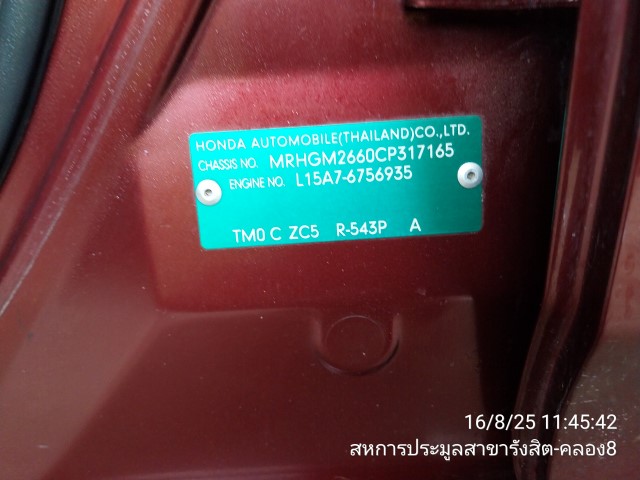 HONDA AUTOMOBILE(THAILAND)CO.,LTD.
CHASSIS NO. MRHGM2660CP317165
ENGINE NO. L15A7-6756935
TM0 C ZC5 R-543P A
16/8/25 11:45:42
สหการประมูลสาขารังสิต-คลอง8